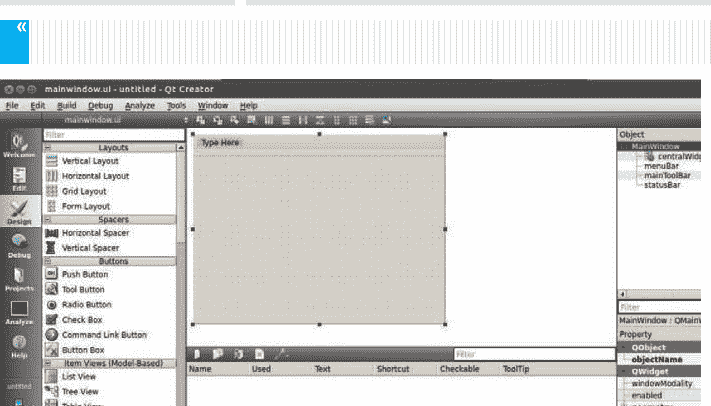 «
mainwindow.ui - untitled - Qt Creator
File Edit Build Debug Analyze Tools Window Help
mainwindow.ui
Filter
Layouts
Vertical Layout
Horizontal Layout
Grid Layout
Form Layout
Spacers
Horizontal Spacer
Vertical Spacer
Buttons
Push Button
Tool Button
Radio Button
Check Box
Command Link Button
Button Box
Item Views (Model-Based)
List View
Tree View
Welcome
Edit
Design
Debug
Projects
Analyze
Help
untitled
Type Here
Filter
Name Used Text Shortcut Checkable ToolTip
Object
MainWindow
centralWidg
menuBar
mainToolBar
statusBar
Filter
MainWindow : QMainW
Property
QObject
objectName
QWidget
windowModality
enabled